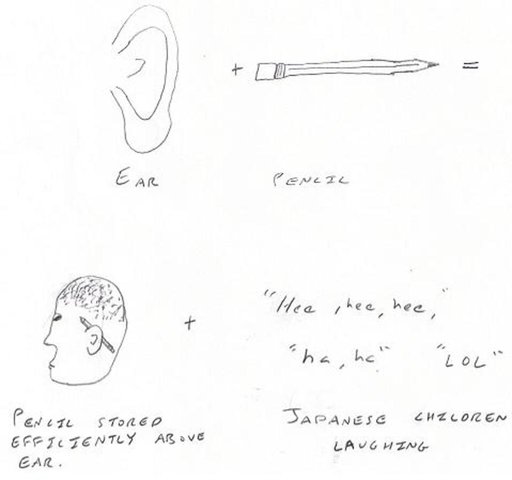 + =
EAR PENCIL
"Hee, hee, hee,"
+
"ha, ha" "LOL"
PENCIL STORED
EFFICIENTLY ABOVE
EAR.
JAPANESE CHILDREN
LAUGHING